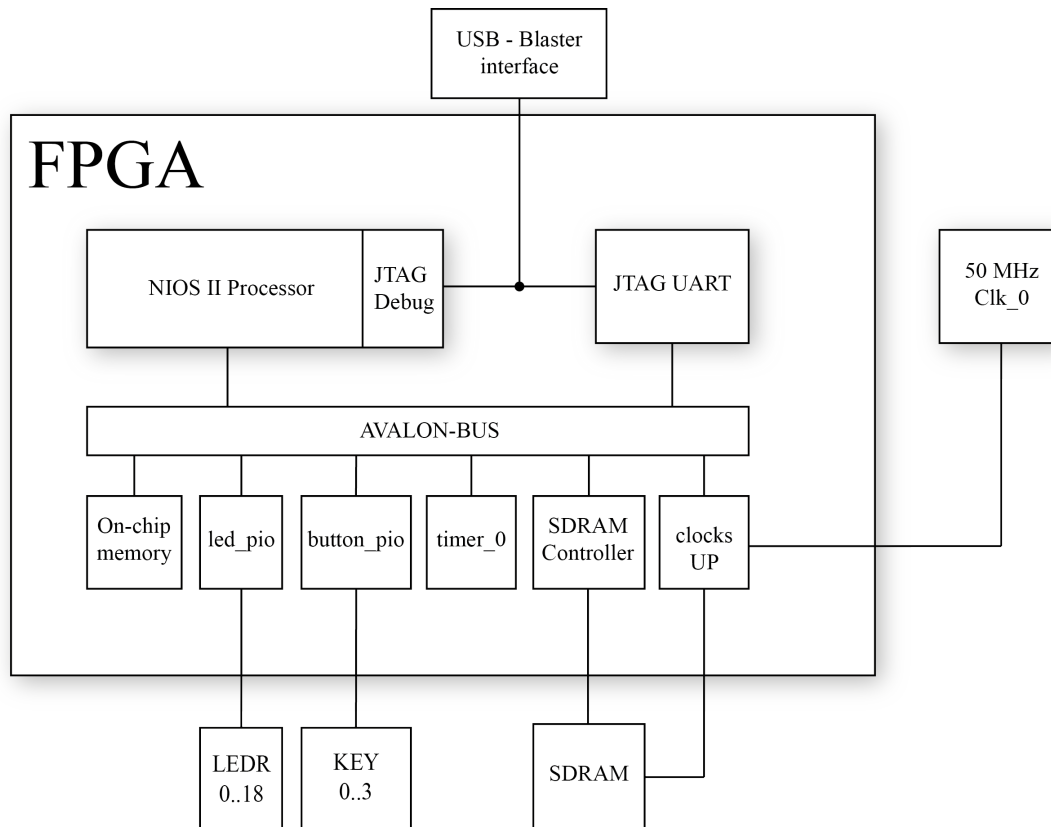 USB - Blaster
interface
FPGA
NIOS II Processor
JTAG
Debug
JTAG UART
50 MHz
Clk_0
AVALON-BUS
On-chip
memory
led_pio
button_pio
timer_0
SDRAM
Controller
clocks
UP
LEDR
0..18
KEY
0..3
SDRAM